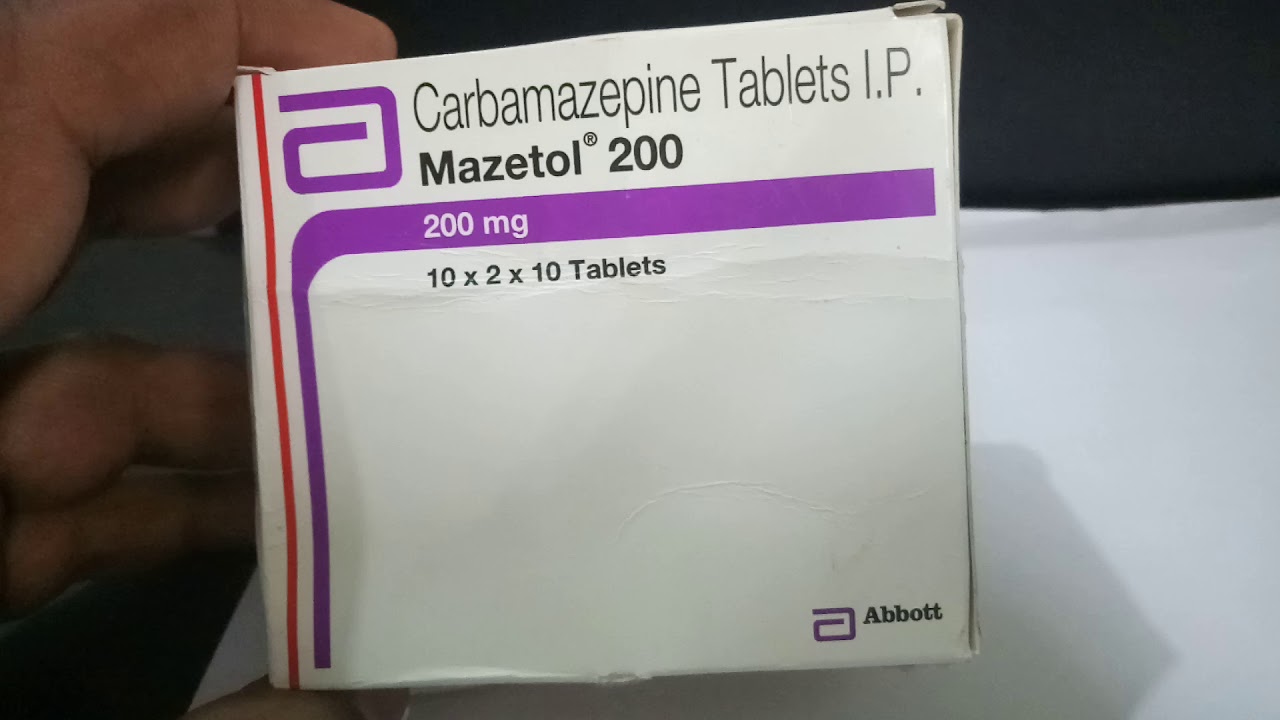 Carbamazepine Tablets I.P.
Mazetol® 200
200 mg
10 x 2 x 10 Tablets
Abbott